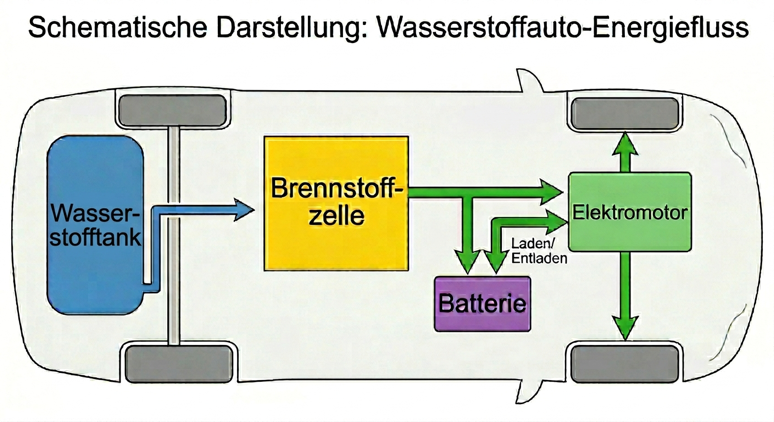 Schematische Darstellung: Wasserstoffauto-Energiefluss
Wasser-
stofftank
Brennstoff-
zelle
Elektromotor
Laden/
Entladen
Batterie